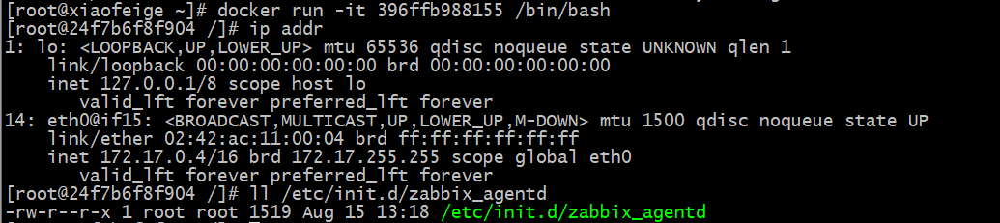 [root@xiaofeige ~]# docker run -it 396ffb988155 /bin/bash
[root@24f7b6f8f904 /]# ip addr
1: lo: <LOOPBACK,UP,LOWER_UP> mtu 65536 qdisc noqueue state UNKNOWN qlen 1
    link/loopback 00:00:00:00:00:00 brd 00:00:00:00:00:00
    inet 127.0.0.1/8 scope host lo
       valid_lft forever preferred_lft forever
14: eth0@if15: <BROADCAST,MULTICAST,UP,LOWER_UP,M-DOWN> mtu 1500 qdisc noqueue state UP
    link/ether 02:42:ac:11:00:04 brd ff:ff:ff:ff:ff:ff
    inet 172.17.0.4/16 brd 172.17.255.255 scope global eth0
       valid_lft forever preferred_lft forever
[root@24f7b6f8f904 /]# ll /etc/init.d/zabbix_agentd
-rw-r--r-x 1 root root 1519 Aug 15 13:18 /etc/init.d/zabbix_agentd